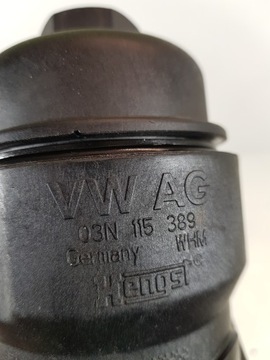 VW AG
03N 115 389
Germany WHM
Hengst